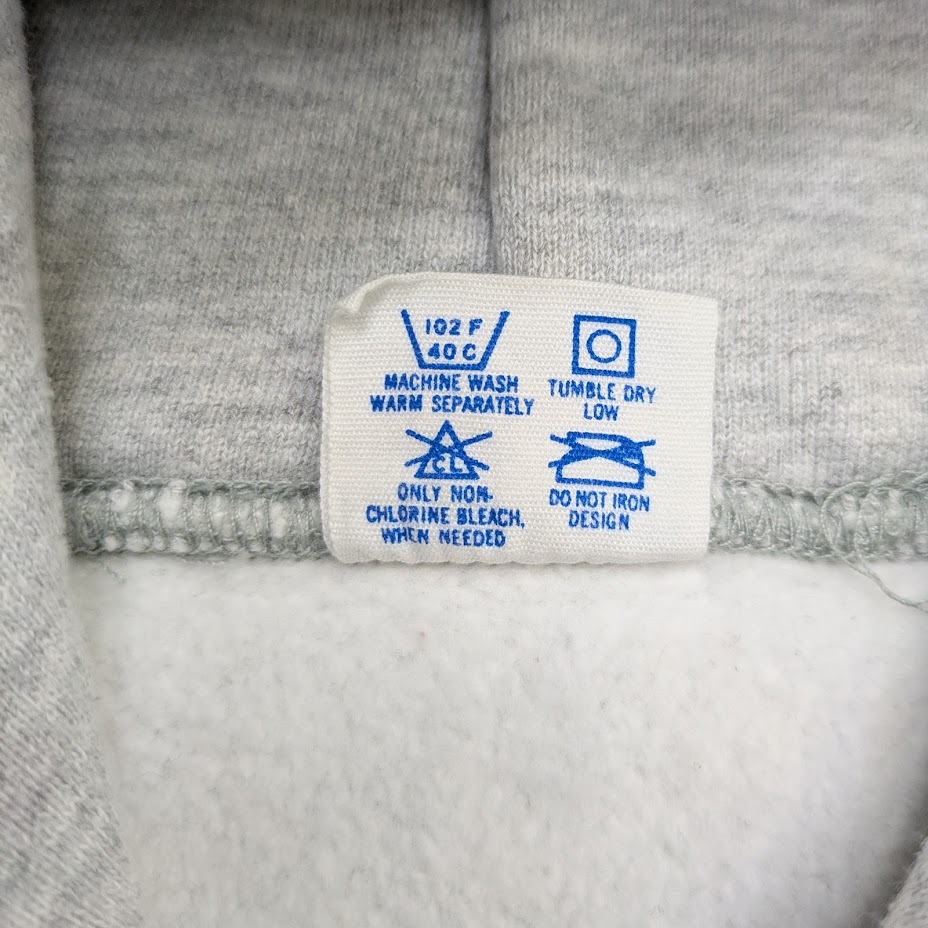 102 F
40 C
MACHINE WASH
WARM SEPARATELY
TUMBLE DRY
LOW
CL
ONLY NON-
CHLORINE BLEACH,
WHEN NEEDED
DO NOT IRON
DESIGN